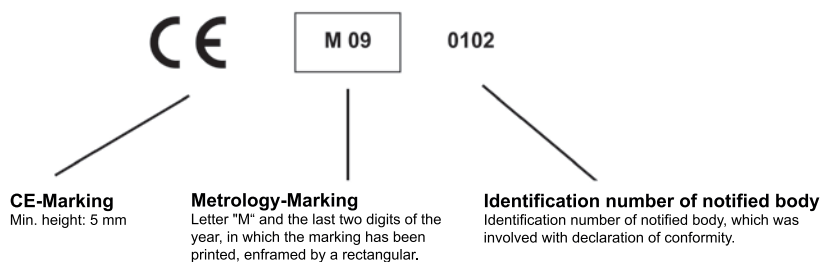 CE M 09 0102
CE-Marking
Min. height: 5 mm
Metrology-Marking
Letter "M“ and the last two digits of the
year, in which the marking has been
printed, enframed by a rectangular.
Identification number of notified body
Identification number of notified body, which was
involved with declaration of conformity.